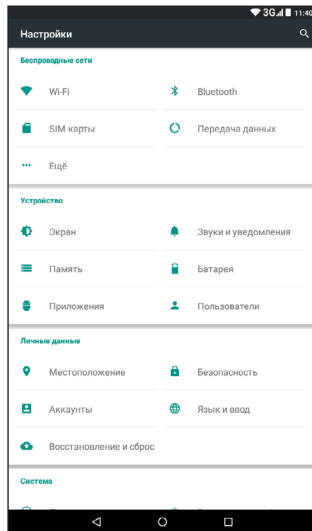 3G 11:40
Настройки
Беспроводные сети
Wi-Fi Bluetooth
SIM-карты Передача данных
Ещё
Устройство
Экран Звуки и уведомления
Память Батарея
Приложения Пользователи
Личные данные
Местоположение Безопасность
Аккаунты Язык и ввод
Восстановление и сброс
Система